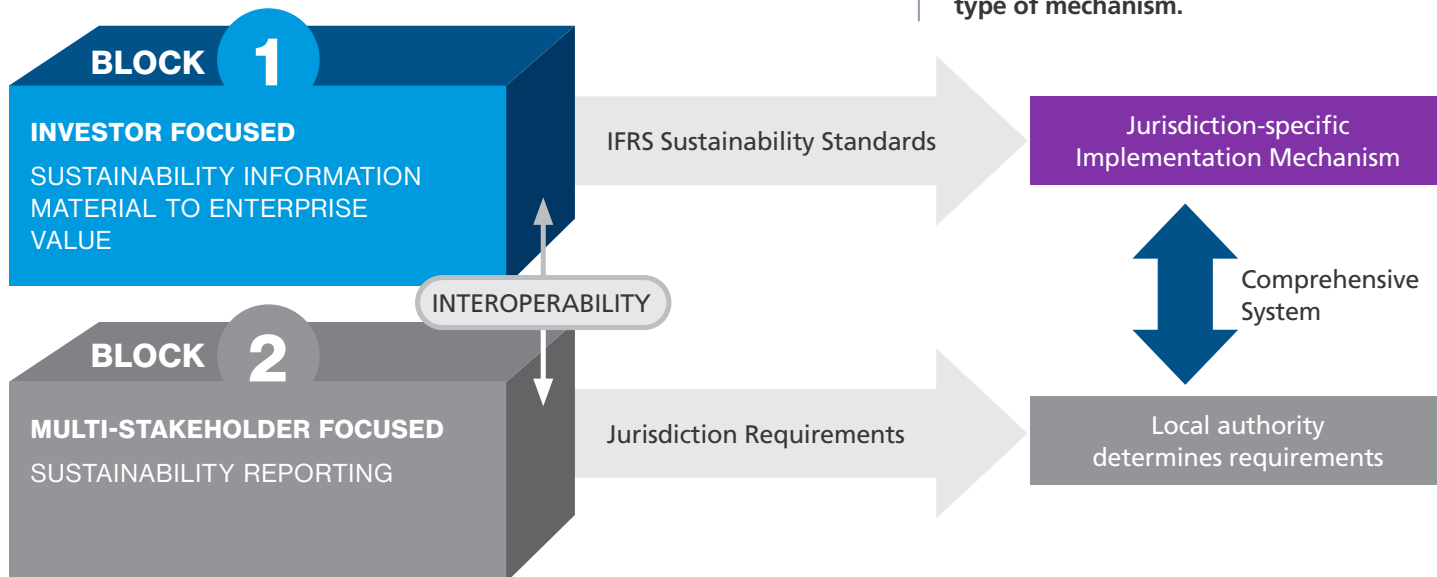 type of mechanism.
BLOCK 1
INVESTOR FOCUSED
SUSTAINABILITY INFORMATION
MATERIAL TO ENTERPRISE
VALUE
IFRS Sustainability Standards
Jurisdiction-specific
Implementation Mechanism
INTEROPERABILITY
Comprehensive
System
BLOCK 2
MULTI-STAKEHOLDER FOCUSED
SUSTAINABILITY REPORTING
Jurisdiction Requirements
Local authority
determines requirements